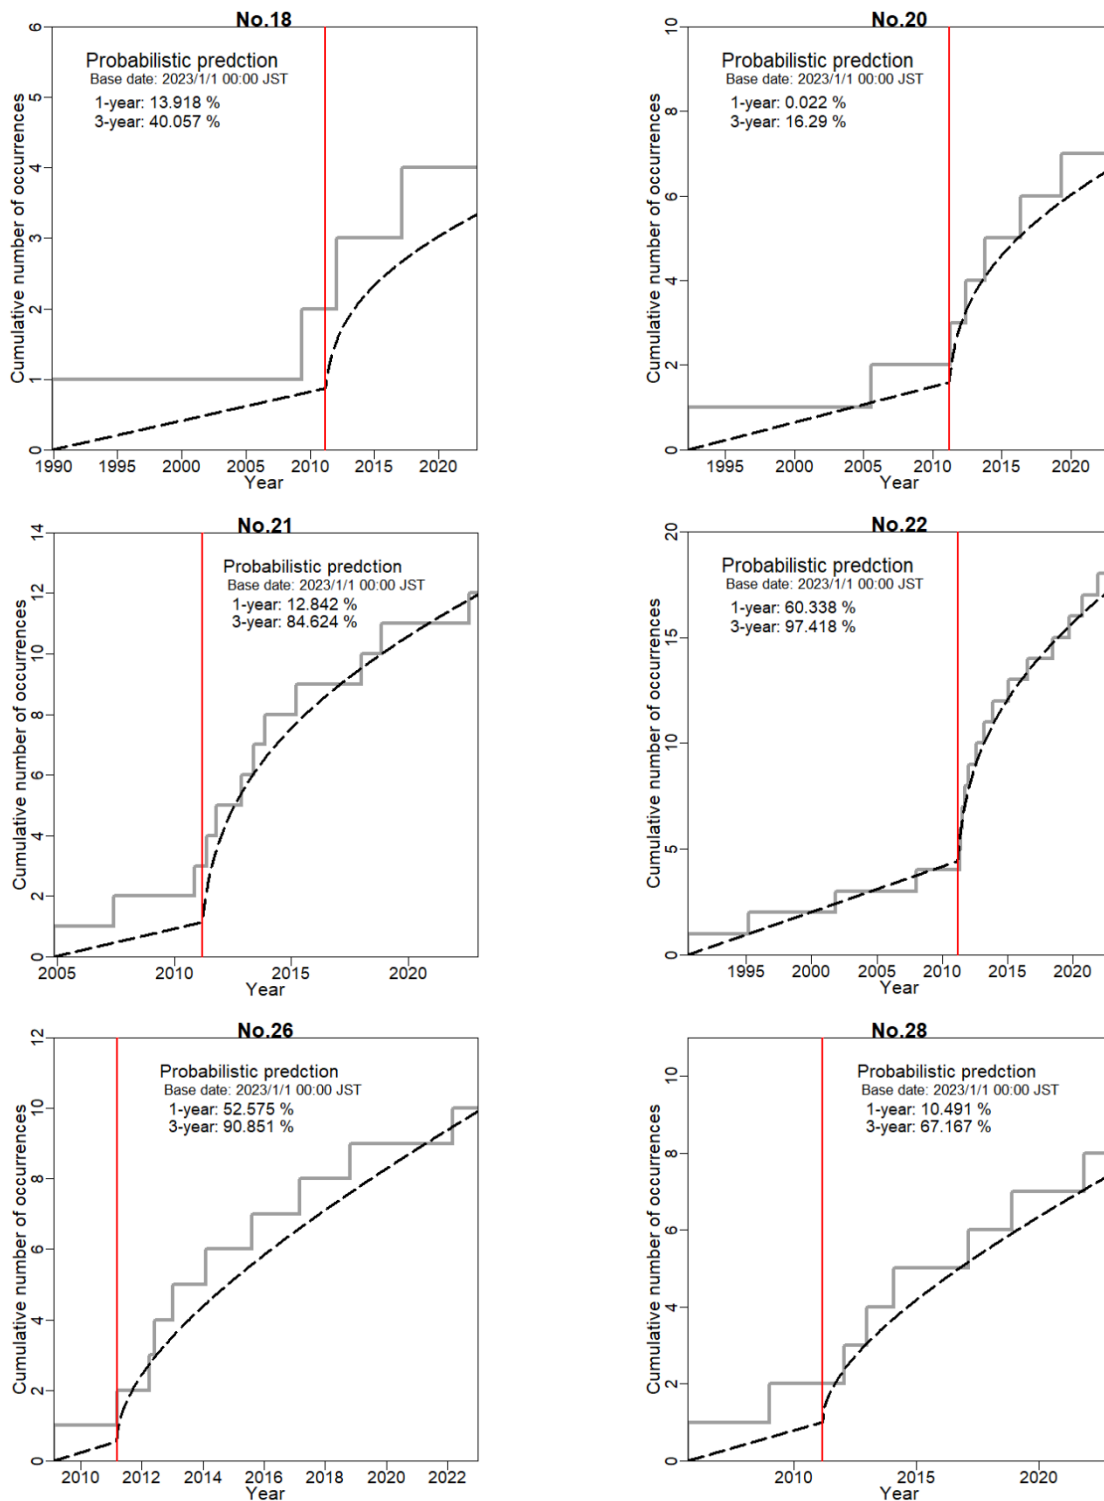 No.18
Probabilistic predction
Base date: 2023/1/1 00:00 JST
1-year: 13.918 %
3-year: 40.057 %
Cumulative number of occurrences
0 1 2 3 4 5 6
1990 1995 2000 2005 2010 2015 2020
Year
No.20
Probabilistic predction
Base date: 2023/1/1 00:00 JST
1-year: 0.022 %
3-year: 16.29 %
Cumulative number of occurrences
0 2 4 6 8 10
1995 2000 2005 2010 2015 2020
Year
No.21
Probabilistic predction
Base date: 2023/1/1 00:00 JST
1-year: 12.842 %
3-year: 84.624 %
Cumulative number of occurrences
0 2 4 6 8 10 12 14
2005 2010 2015 2020
Year
No.22
Probabilistic predction
Base date: 2023/1/1 00:00 JST
1-year: 60.338 %
3-year: 97.418 %
Cumulative number of occurrences
0 5 10 15 20
1995 2000 2005 2010 2015 2020
Year
No.26
Probabilistic predction
Base date: 2023/1/1 00:00 JST
1-year: 52.575 %
3-year: 90.851 %
Cumulative number of occurrences
0 2 4 6 8 10 12
2010 2012 2014 2016 2018 2020 2022
Year
No.28
Probabilistic predction
Base date: 2023/1/1 00:00 JST
1-year: 10.491 %
3-year: 67.167 %
Cumulative number of occurrences
0 2 4 6 8 10
2010 2015 2020
Year